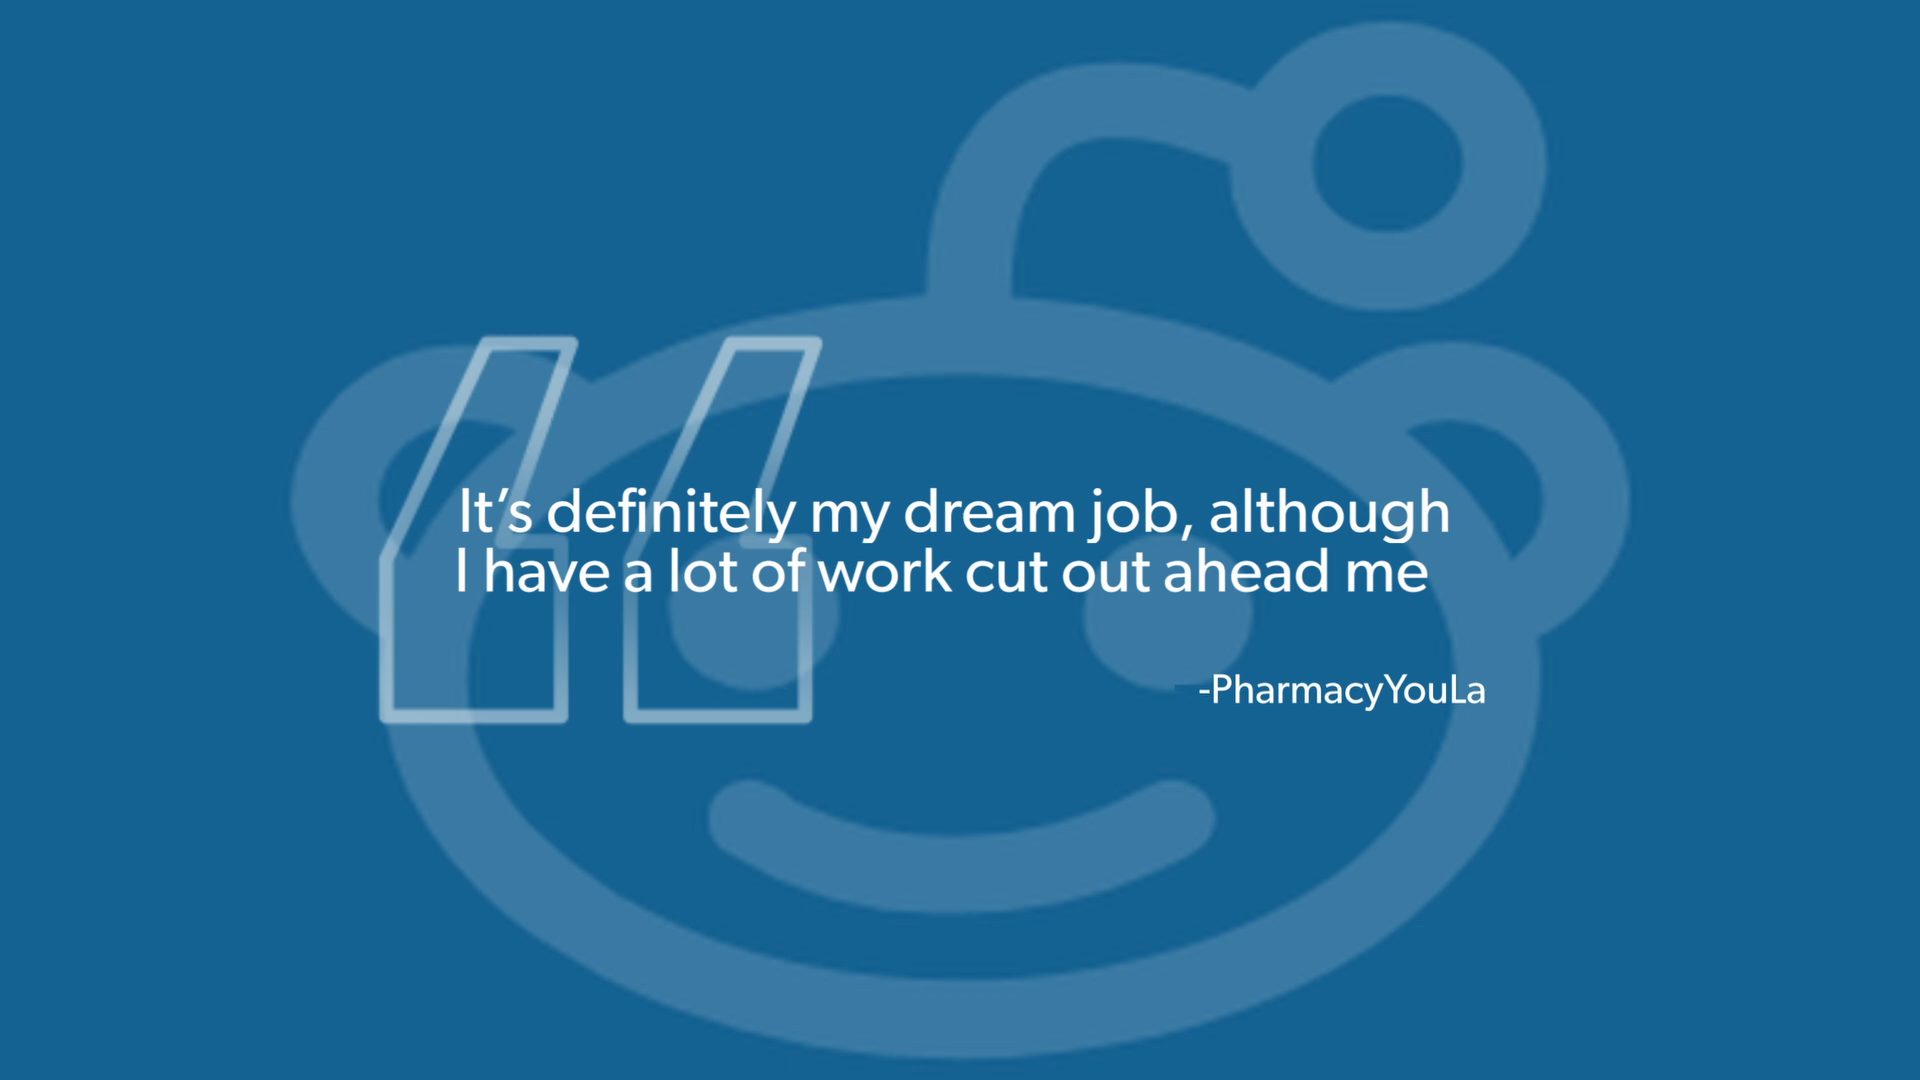 It’s definitely my dream job, although
I have a lot of work cut out ahead me
-PharmacyYouLa